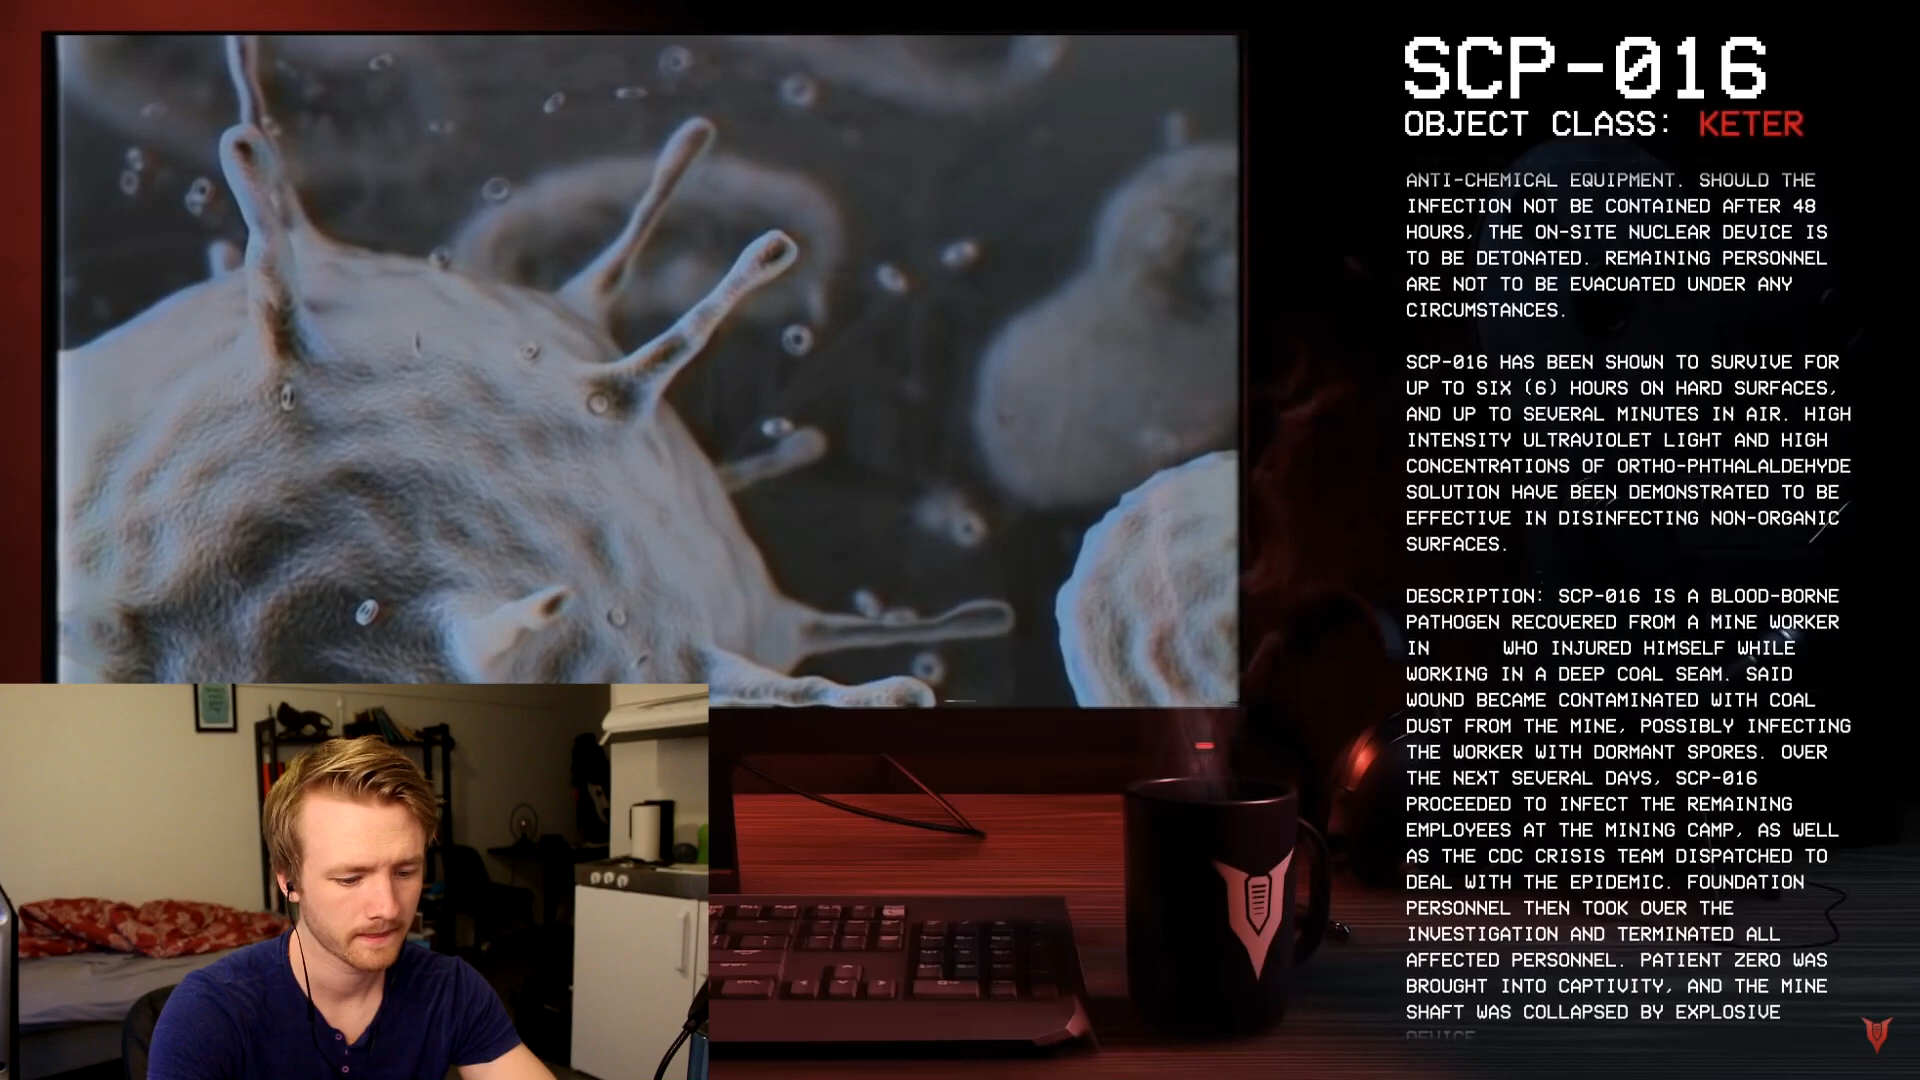 SCP-016
OBJECT CLASS: KETER
ANTI-CHEMICAL EQUIPMENT. SHOULD THE
INFECTION NOT BE CONTAINED AFTER 48
HOURS, THE ON-SITE NUCLEAR DEVICE IS
TO BE DETONATED. REMAINING PERSONNEL
ARE NOT TO BE EVACUATED UNDER ANY
CIRCUMSTANCES.
SCP-016 HAS BEEN SHOWN TO SURVIVE FOR
UP TO SIX (6) HOURS ON HARD SURFACES,
AND UP TO SEVERAL MINUTES IN AIR. HIGH
INTENSITY ULTRAVIOLET LIGHT AND HIGH
CONCENTRATIONS OF ORTHO-PHTHALALDEHYDE
SOLUTION HAVE BEEN DEMONSTRATED TO BE
EFFECTIVE IN DISINFECTING NON-ORGANIC
SURFACES.
DESCRIPTION: SCP-016 IS A BLOOD-BORNE
PATHOGEN RECOVERED FROM A MINE WORKER
IN WHO INJURED HIMSELF WHILE
WORKING IN A DEEP COAL SEAM. SAID
WOUND BECAME CONTAMINATED WITH COAL
DUST FROM THE MINE, POSSIBLY INFECTING
THE WORKER WITH DORMANT SPORES. OVER
THE NEXT SEVERAL DAYS, SCP-016
PROCEEDED TO INFECT THE REMAINING
EMPLOYEES AT THE MINING CAMP, AS WELL
AS THE CDC CRISIS TEAM DISPATCHED TO
DEAL WITH THE EPIDEMIC. FOUNDATION
PERSONNEL THEN TOOK OVER THE
INVESTIGATION AND TERMINATED ALL
AFFECTED PERSONNEL. PATIENT ZERO WAS
BROUGHT INTO CAPTIVITY, AND THE MINE
SHAFT WAS COLLAPSED BY EXPLOSIVE